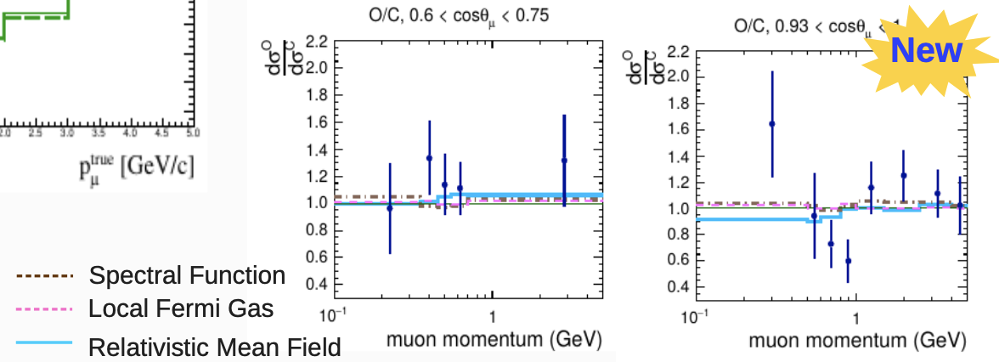 2.0 2.5 3.0 3.5 4.0 4.5 5.0
p_μ^true [GeV/c]
O/C, 0.6 < cosθ_μ < 0.75
dσ^O
dσ^C
2.2
2.0
1.8
1.6
1.4
1.2
1.0
0.8
0.6
0.4
10⁻¹ 1
muon momentum (GeV)
O/C, 0.93 < cosθ_μ < 1
New
dσ^O
dσ^C
2.2
2.0
1.8
1.6
1.4
1.2
1.0
0.8
0.6
0.4
10⁻¹ 1
muon momentum (GeV)
Spectral Function
Local Fermi Gas
Relativistic Mean Field